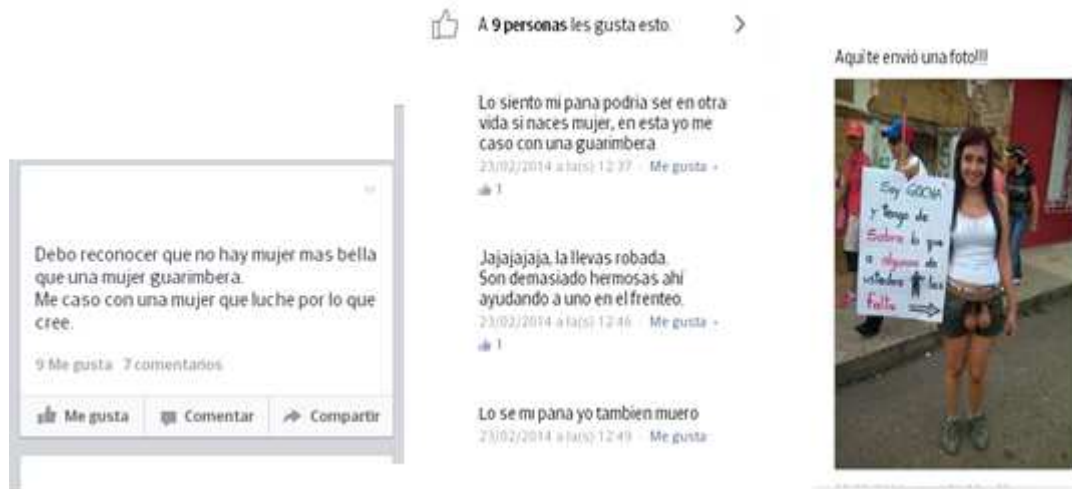 Debo reconocer que no hay mujer mas bella
que una mujer guarimbera.
Me caso con una mujer que luche por lo que
cree.
9 Me gusta 7 comentarios
Me gusta Comentar Compartir
A 9 personas les gusta esto.
Lo siento mi pana podria ser en otra
vida si naces mujer, en esta yo me
caso con una guarimbera
23/02/2014 a la(s) 12:37 · Me gusta ·
1
Jajajajaja, la llevas robada.
Son demasiado hermosas ahí
ayudando a uno en el frenteo.
23/02/2014 a la(s) 12:46 · Me gusta ·
1
Lo se mi pana yo tambien muero
23/02/2014 a la(s) 12:49 · Me gusta
Aquí te envió una foto!!!!
Soy GOCHA
y tengo de
Sobra lo que
a algunos de
ustedes les
falta